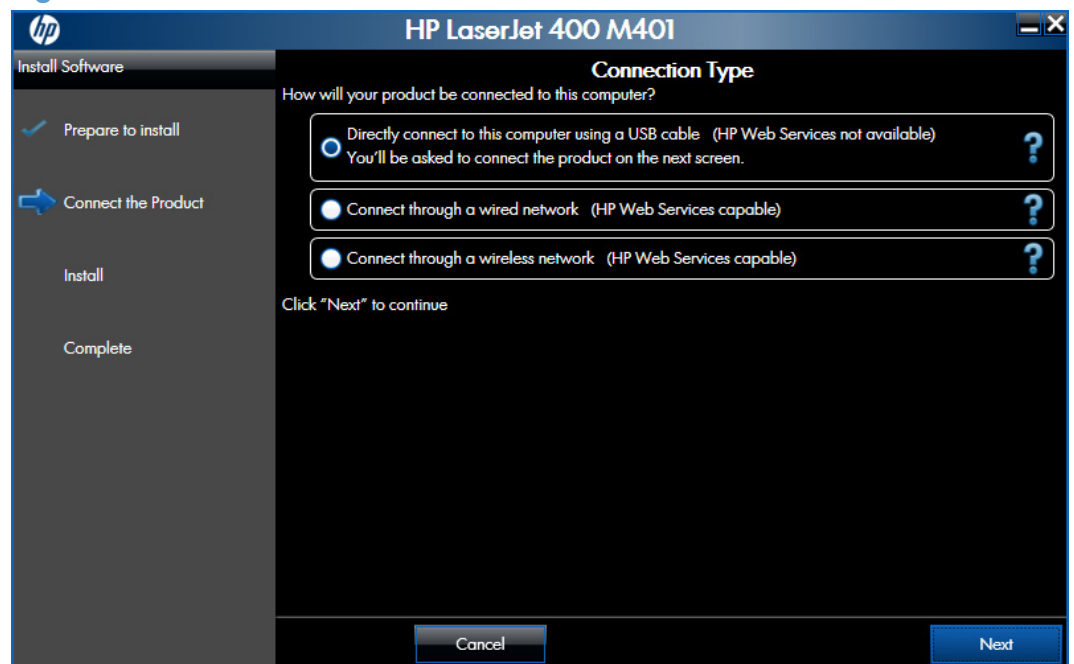 hp
HP LaserJet 400 M401
Install Software
Prepare to install
Connect the Product
Install
Complete
Connection Type
How will your product be connected to this computer?
Directly connect to this computer using a USB cable (HP Web Services not available)
You'll be asked to connect the product on the next screen.
?
Connect through a wired network (HP Web Services capable)
?
Connect through a wireless network (HP Web Services capable)
?
Click "Next" to continue
Cancel
Next